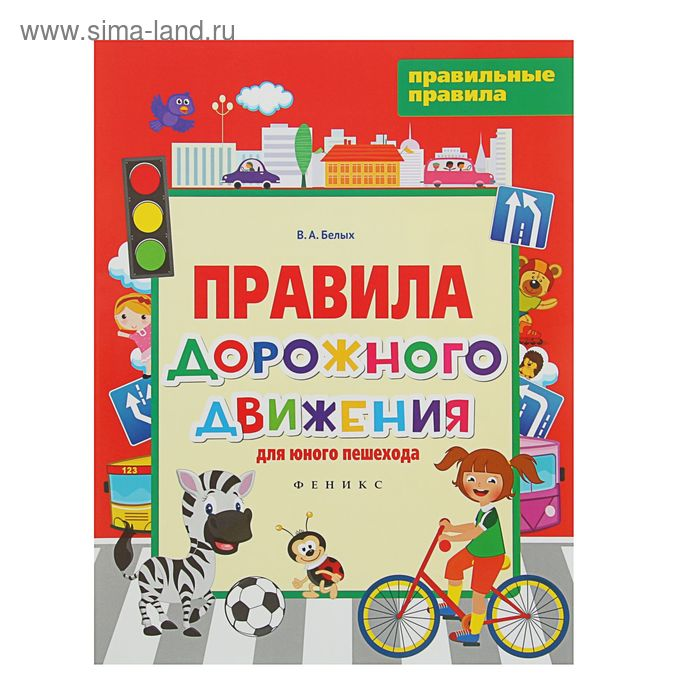 www.sima-land.ru
правильные
правила
В. А. Белых
ПРАВИЛА
ДОРОЖНОГО
ДВИЖЕНИЯ
для юного пешехода
ФЕНИКС
123